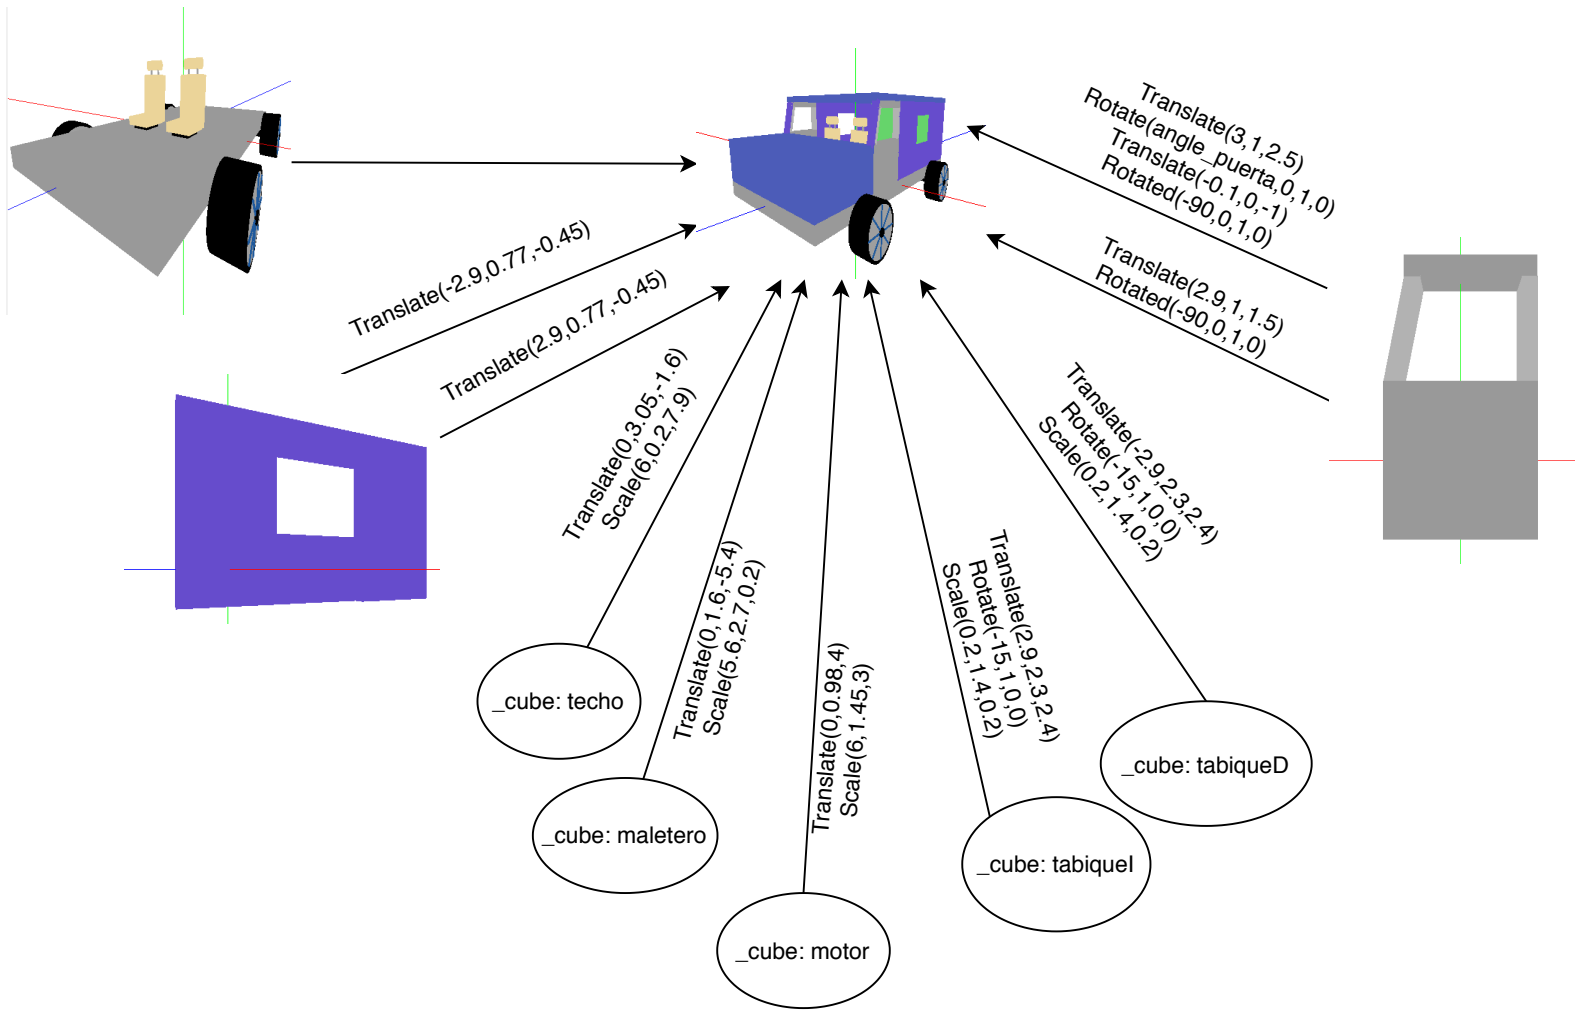 Translate(3,1,2.5)
Rotate(angle_puerta,0,1,0)
Translate(-0.1,0,-1)
Rotated(-90,0,1,0)
Translate(-2.9,0.77,-0.45)
Translate(2.9,0.77,-0.45)
Translate(2.9,1,1.5)
Rotated(-90,0,1,0)
Translate(0,3.05,-1.6)
Scale(6,0.2,7.9)
Translate(-2.9,2.3,2.4)
Rotate(-15,1,0,0)
Scale(0.2,1.4,0.2)
Translate(0,1.6,-5.4)
Scale(5.6,2.7,0.2)
Translate(0,0.98,4)
Scale(6,1.45,3)
Translate(2.9,2.3,2.4)
Rotate(-15,1,0,0)
Scale(0.2,1.4,0.2)
_cube: techo
_cube: maletero
_cube: motor
_cube: tabiqueI
_cube: tabiqueD